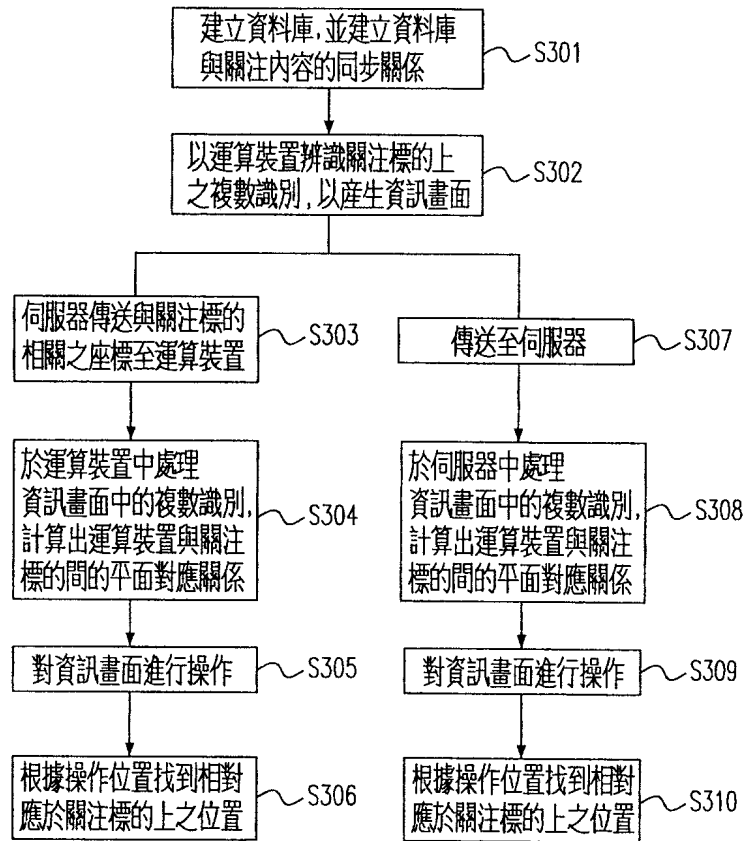 建立資料庫,並建立資料庫
與關注內容的同步關係
S301
以運算裝置辨識關注標的上
之複數識別,以產生資訊畫面
S302
伺服器傳送與關注標的
相關之座標至運算裝置
S303
於運算裝置中處理
資訊畫面中的複數識別,
計算出運算裝置與關注
標的間的平面對應關係
S304
對資訊畫面進行操作
S305
根據操作位置找到相對
應於關注標的上之位置
S306
傳送至伺服器
S307
於伺服器中處理
資訊畫面中的複數識別,
計算出運算裝置與關注
標的間的平面對應關係
S308
對資訊畫面進行操作
S309
根據操作位置找到相對
應於關注標的上之位置
S310